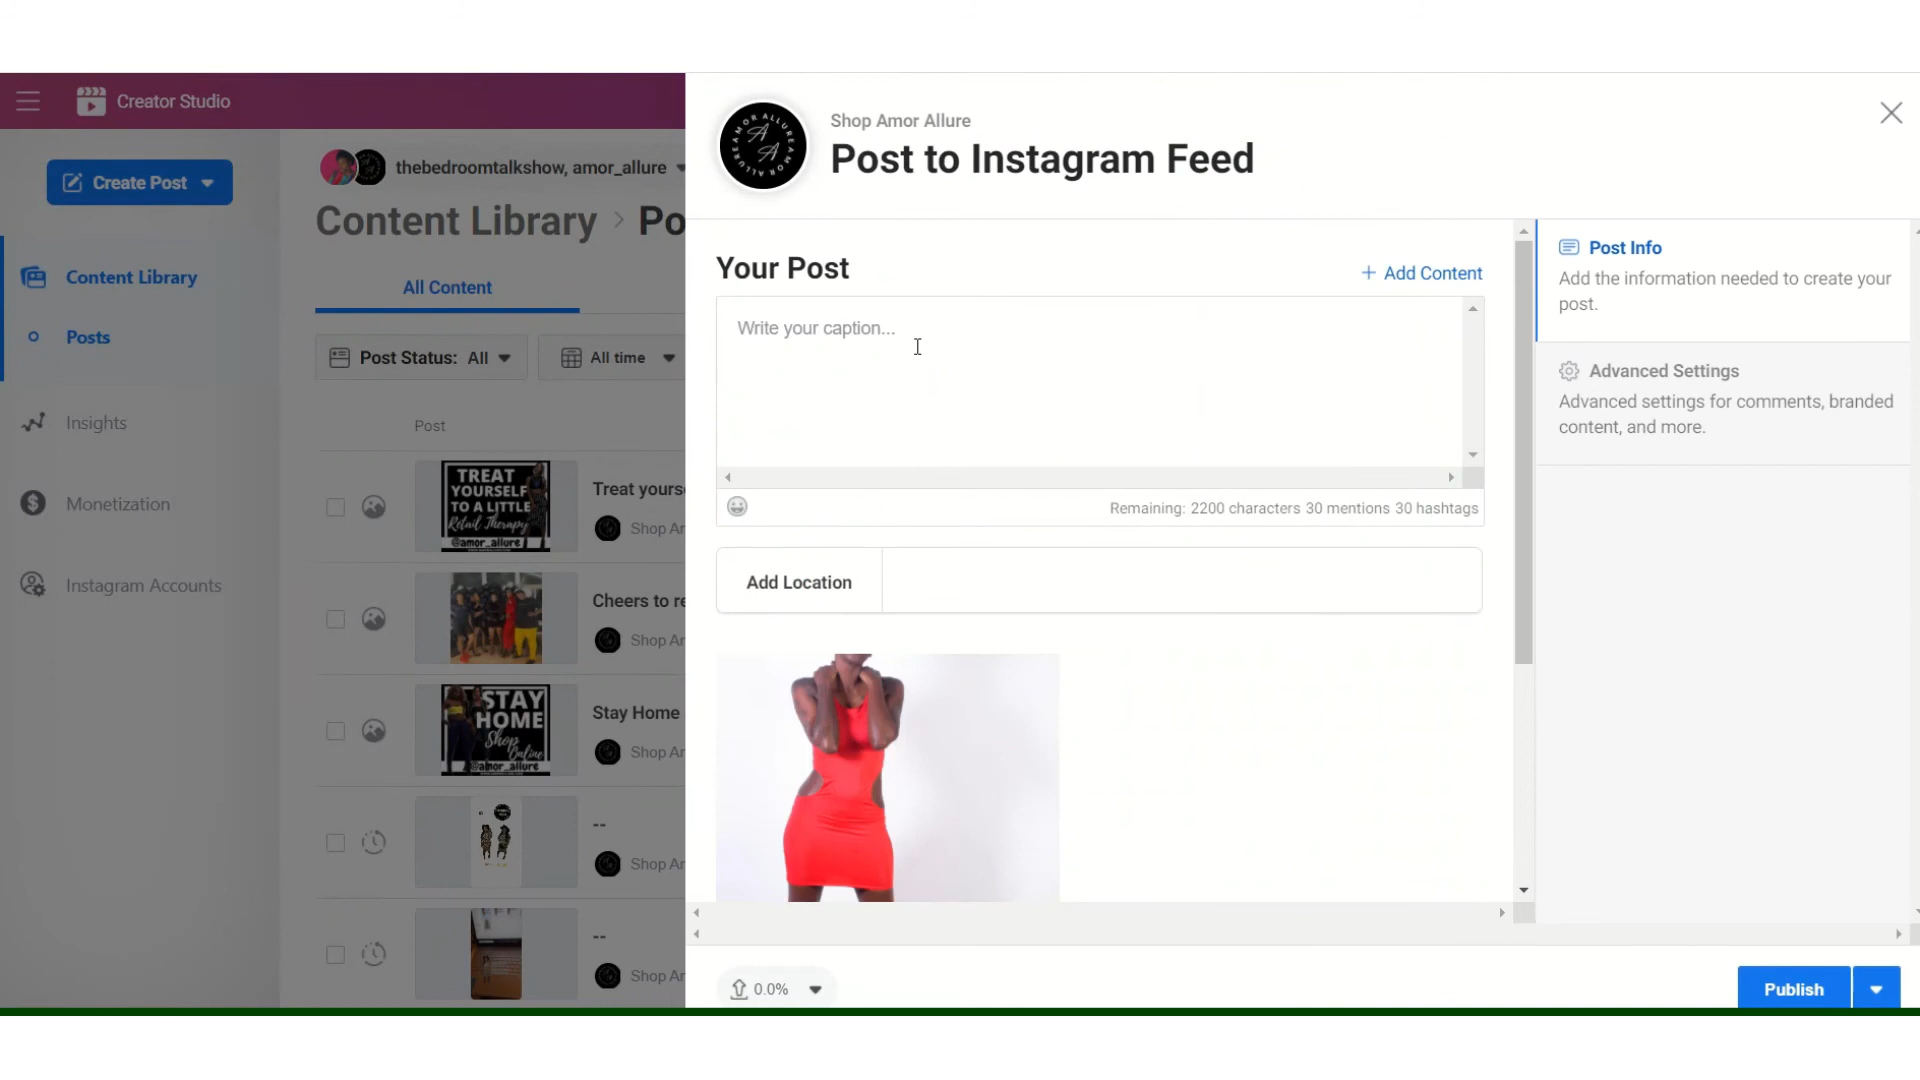 Creator Studio
Create Post
Content Library
Posts
Insights
Monetization
Instagram Accounts
thebedroomtalkshow, amor_allure
Content Library > Po
All Content
Post Status: All
All time
Post
TREAT
YOURSELF
TO A LITTLE
Retail Therapy
@amor_allure
Treat yourse
Shop Ar
Cheers to re
Shop Ar
STAY
HOME
Shop
Online
@amor_allure
Stay Home
Shop Ar
--
Shop Ar
--
Shop Ar
AMOR ALLURE AMOR ALLURE
A
A
Shop Amor Allure
Post to Instagram Feed
Your Post
+ Add Content
Write your caption...
Remaining: 2200 characters 30 mentions 30 hashtags
Add Location
0.0%
Post Info
Add the information needed to create your
post.
Advanced Settings
Advanced settings for comments, branded
content, and more.
Publish